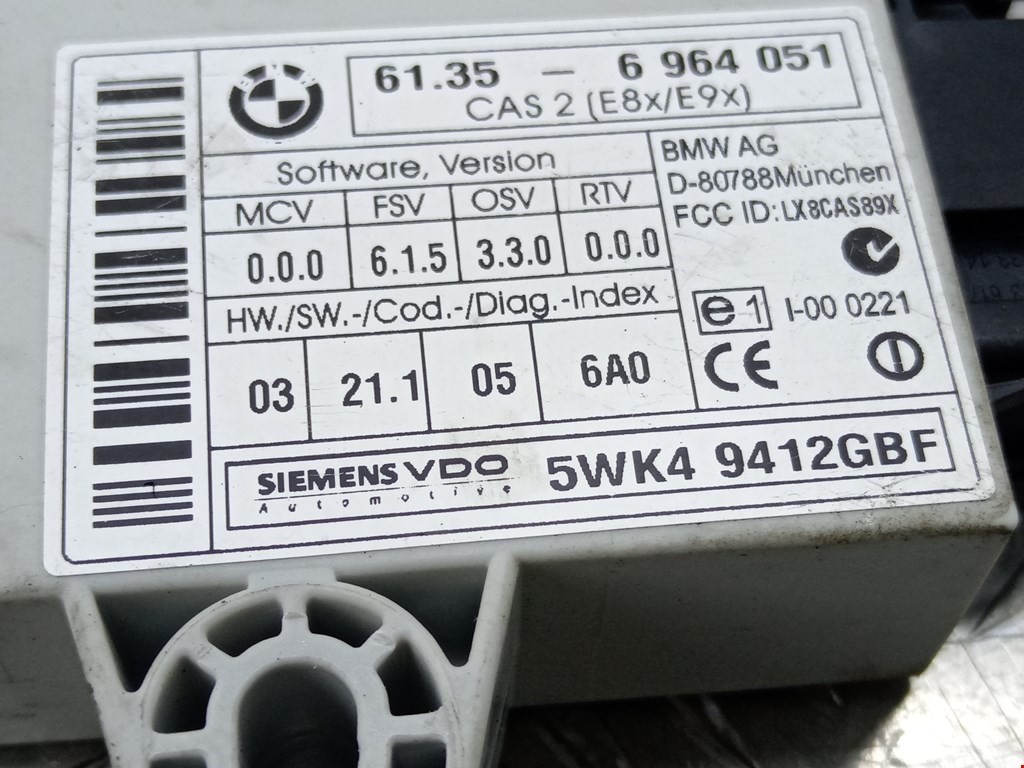 BMW
61.35 – 6 964 051
CAS 2 (E8x/E9x)
Software, Version
MCV FSV OSV RTV
0.0.0 6.1.5 3.3.0 0.0.0
HW./SW.-/Cod.-/Diag.-Index
03 21.1 05 6A0
BMW AG
D-80788München
FCC ID: LX8CAS89X
e1 I-00 0221
CE
SIEMENS VDO
Automotive
5WK4 9412GBF